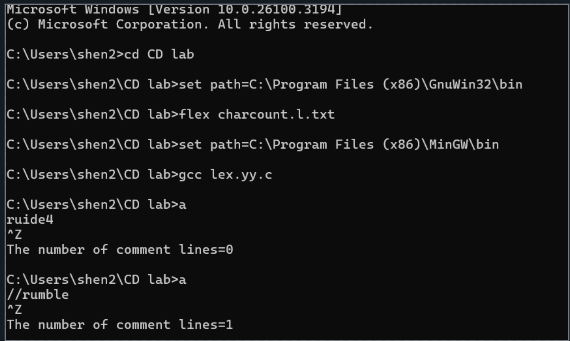 Microsoft Windows [Version 10.0.26100.3194]
(c) Microsoft Corporation. All rights reserved.
C:\Users\shen2>cd CD lab
C:\Users\shen2\CD lab>set path=C:\Program Files (x86)\GnuWin32\bin
C:\Users\shen2\CD lab>flex charcount.l.txt
C:\Users\shen2\CD lab>set path=C:\Program Files (x86)\MinGW\bin
C:\Users\shen2\CD lab>gcc lex.yy.c
C:\Users\shen2\CD lab>a
ruide4
^Z
The number of comment lines=0
C:\Users\shen2\CD lab>a
//rumble
^Z
The number of comment lines=1